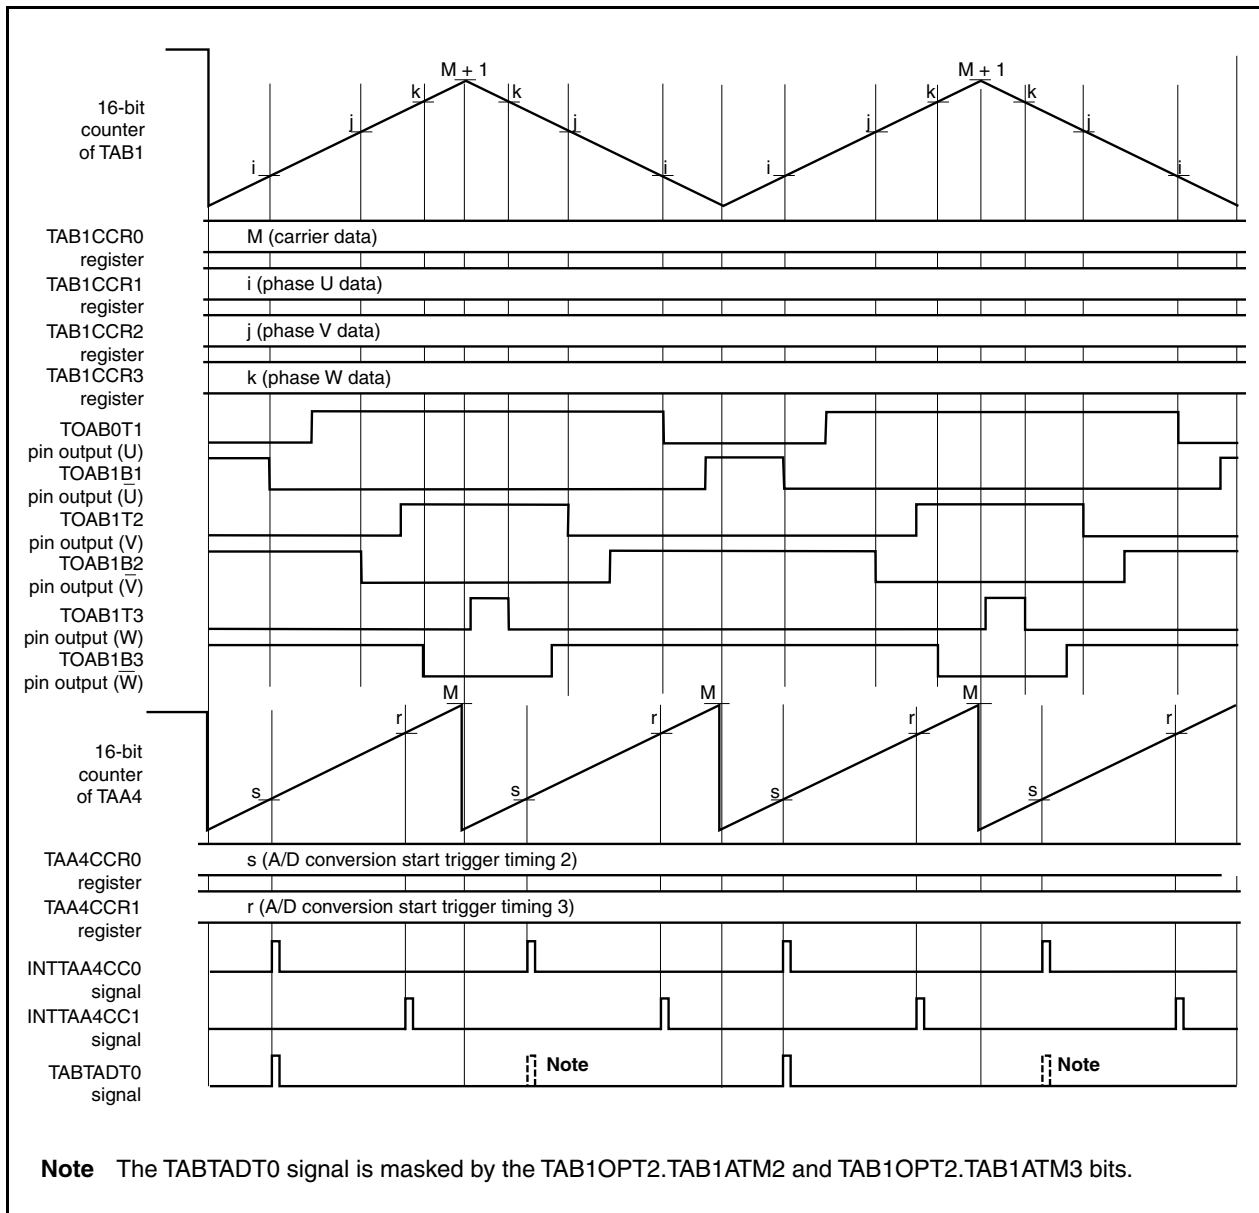 M + 1
M + 1
k
k
k
k
16-bit
counter
of TAB1
j
j
j
j
i
i
i
i
TAB1CCR0
register
M (carrier data)
TAB1CCR1
register
i (phase U data)
TAB1CCR2
register
j (phase V data)
TAB1CCR3
register
k (phase W data)
TOAB0T1
pin output (U)
TOAB1B1
pin output (U̅)
TOAB1T2
pin output (V)
TOAB1B2
pin output (V̅)
TOAB1T3
pin output (W)
TOAB1B3
pin output (W̅)
M
M
M
r
r
r
r
16-bit
counter
of TAA4
s
s
s
s
TAA4CCR0
register
s (A/D conversion start trigger timing 2)
TAA4CCR1
register
r (A/D conversion start trigger timing 3)
INTTAA4CC0
signal
INTTAA4CC1
signal
TABTADT0
signal
Note
Note
Note The TABTADT0 signal is masked by the TAB1OPT2.TAB1ATM2 and TAB1OPT2.TAB1ATM3 bits.